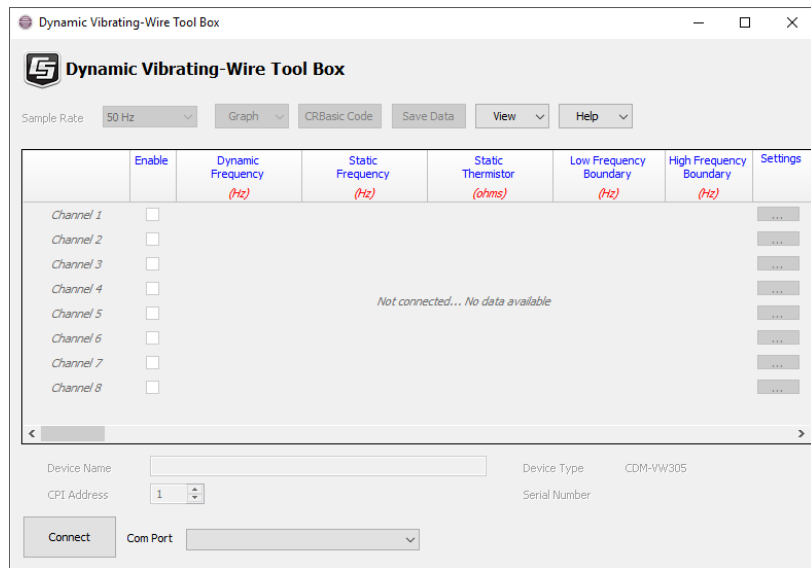 Dynamic Vibrating-Wire Tool Box
Dynamic Vibrating-Wire Tool Box
Sample Rate 50 Hz Graph CRBasic Code Save Data View Help
Enable Dynamic Frequency (Hz) Static Frequency (Hz) Static Thermistor (ohms) Low Frequency Boundary (Hz) High Frequency Boundary (Hz) Settings
Channel 1 ...
Channel 2 ...
Channel 3 ...
Channel 4 ...
Not connected... No data available
Channel 5 ...
Channel 6 ...
Channel 7 ...
Channel 8 ...
Device Name Device Type CDM-VW305
CPI Address 1 Serial Number
Connect Com Port